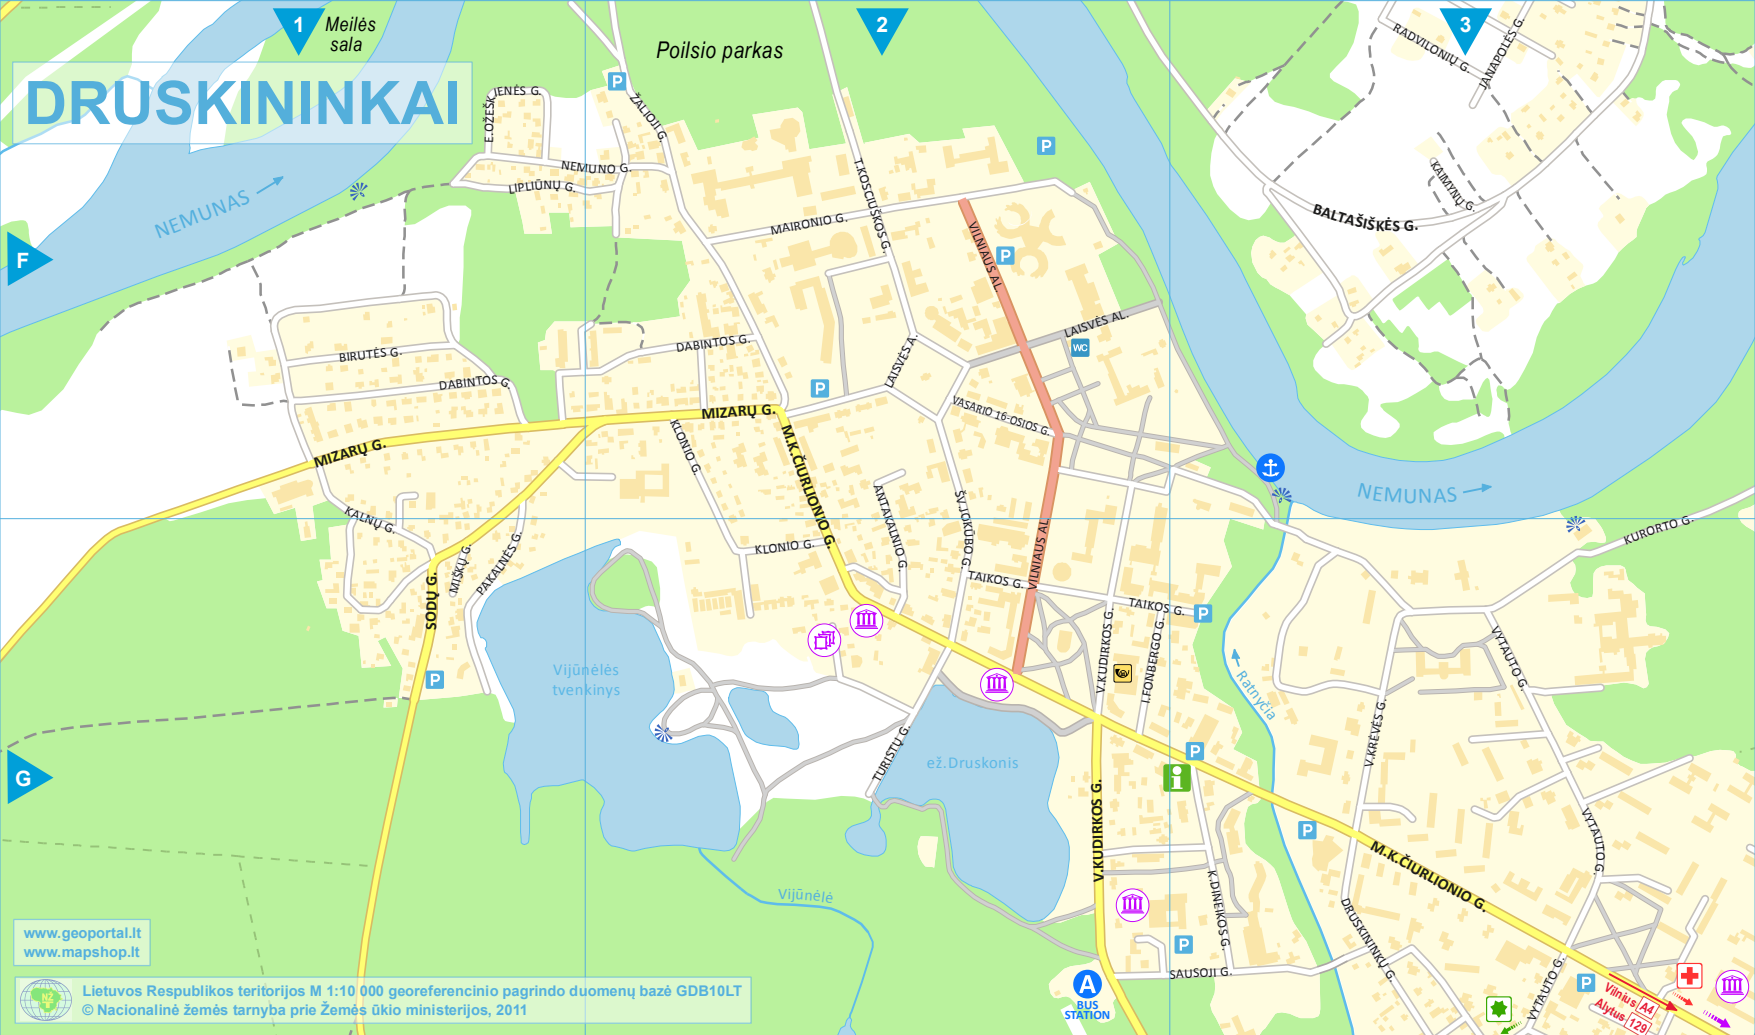 1
Meilės
sala
Poilsio parkas
2
3
DRUSKININKAI
RADVILONIŲ G.
JANAPOLĖS G.
E.OŽEŠKIENĖS G.
ŽALIOJI G.
NEMUNO G.
LIPLIŪNŲ G.
NEMUNAS
T.KOSCIUŠKOS G.
MAIRONIO G.
VILNIAUS AL.
KAIMYNŲ G.
BALTAŠIŠKĖS G.
P
P
P
F
LAISVĖS AL.
WC
DABINTOS G.
BIRUTĖS G.
DABINTOS G.
LAISVĖS A.
P
VASARIO 16-OSIOS G.
MIZARŲ G.
MIZARŲ G.
KLONIO G.
M.K.ČIURLIONIO G.
ANTAKALNIO G.
ŠV.JOKŪBO G.
NEMUNAS
KALNŲ G.
KLONIO G.
VILNIAUS AL.
KURORTO G.
MIŠKŲ G.
PAKALNĖS G.
SODŲ G.
TAIKOS G.
TAIKOS G.
P
V.KUDIRKOS G.
I.FONBERGO G.
VYTAUTO G.
Ratnyčia
Vijūnėlės
tvenkinys
P
TURISTŲ G.
ež.Druskonis
V.KRĖVĖS G.
P
i
G
V.KUDIRKOS G.
P
VYTAUTO G.
M.K.ČIURLIONIO G.
K.DINEIKOS G.
DRUSKININKŲ G.
Vijūnėlė
P
SAUSOJI G.
VYTAUTO G.
P
A
BUS
STATION
Vilnius A4
Alytus 129
www.geoportal.lt
www.mapshop.lt
NŽT
Lietuvos Respublikos teritorijos M 1:10 000 georeferencinio pagrindo duomenų bazė GDB10LT
© Nacionalinė žemės tarnyba prie Žemės ūkio ministerijos, 2011